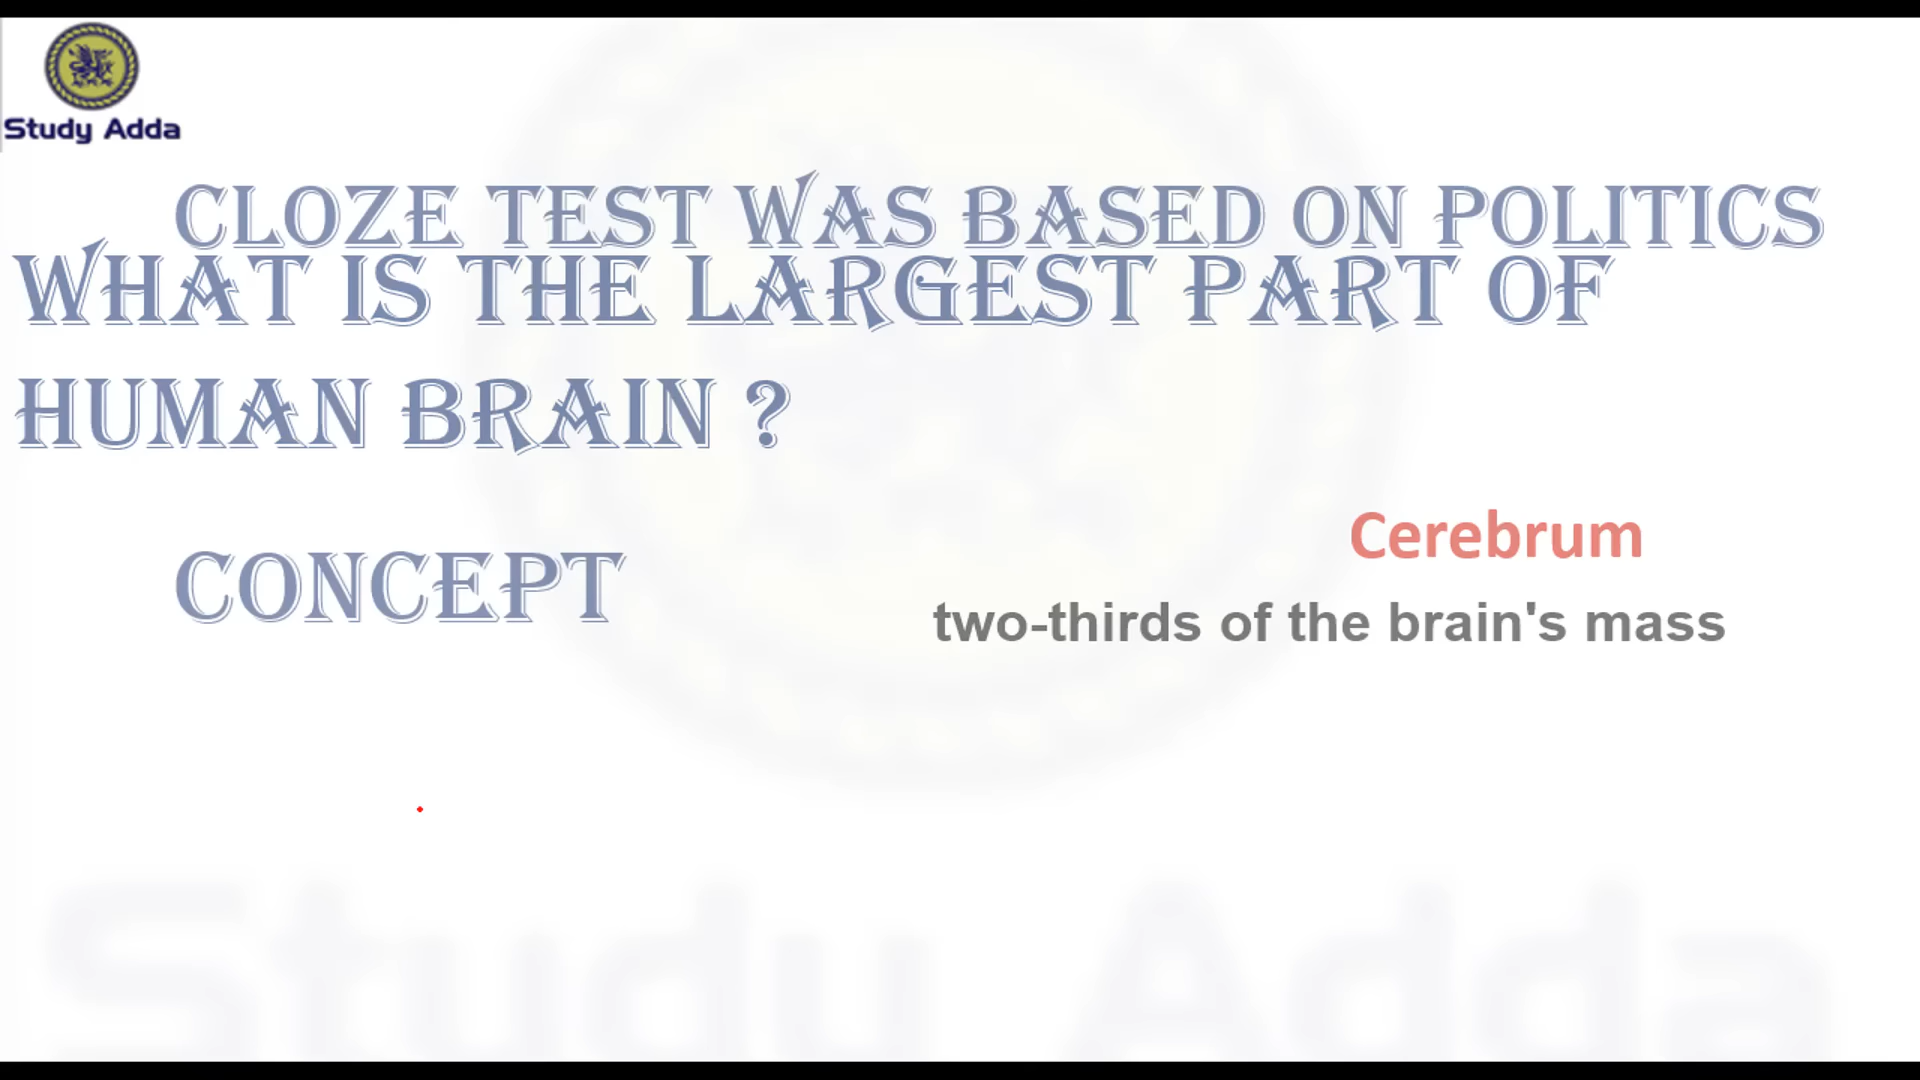 Study Adda
CLOZE TEST WAS BASED ON POLITICS
WHAT IS THE LARGEST PART OF
HUMAN BRAIN ?
Cerebrum
CONCEPT
two-thirds of the brain's mass
Study Adda